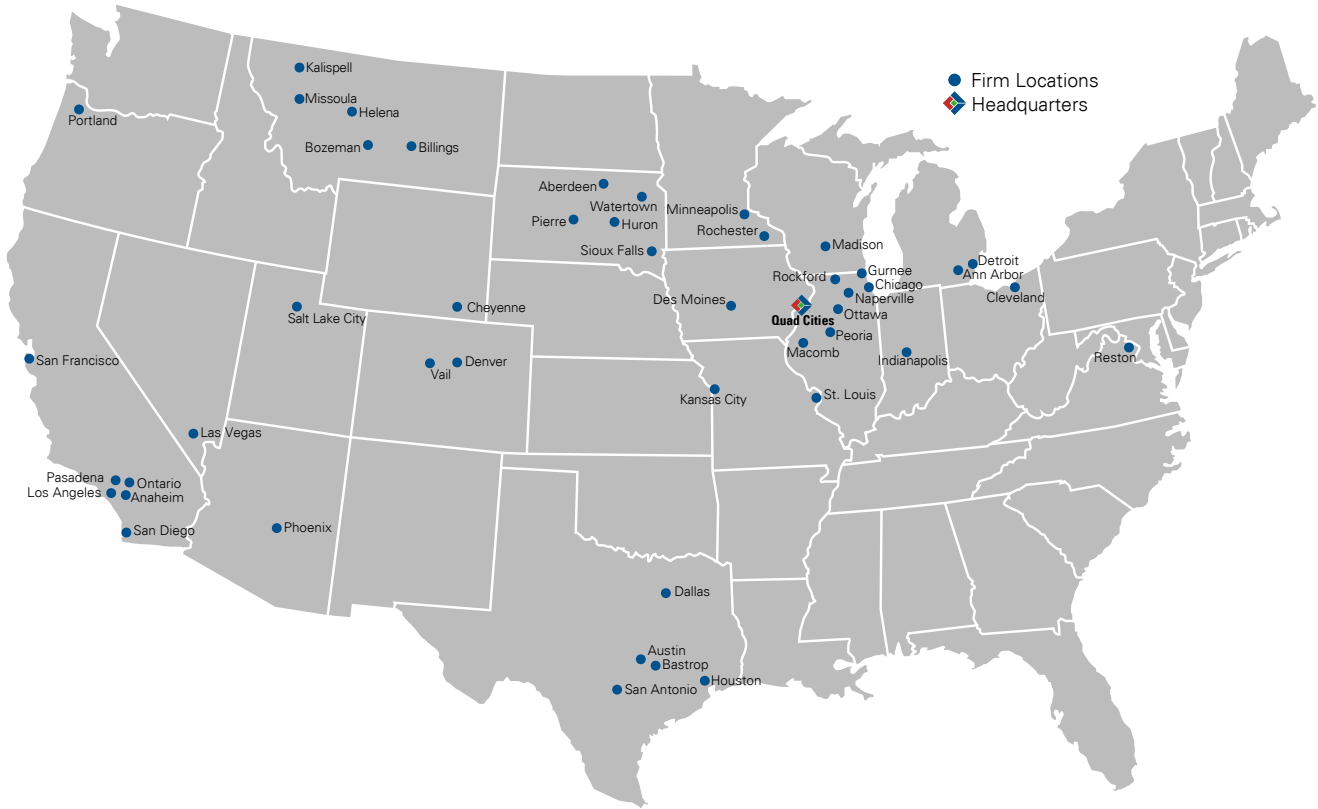 Firm Locations
Headquarters
Kalispell
Missoula
Helena
Portland
Bozeman
Billings
Aberdeen
Watertown
Pierre
Huron
Minneapolis
Rochester
Sioux Falls
Madison
Detroit
Ann Arbor
Gurnee
Rockford
Chicago
Cleveland
Naperville
Des Moines
Cheyenne
Salt Lake City
Ottawa
Quad Cities
Peoria
Macomb
Indianapolis
Reston
San Francisco
Denver
Vail
Kansas City
St. Louis
Las Vegas
Pasadena
Ontario
Los Angeles
Anaheim
San Diego
Phoenix
Dallas
Austin
Bastrop
Houston
San Antonio